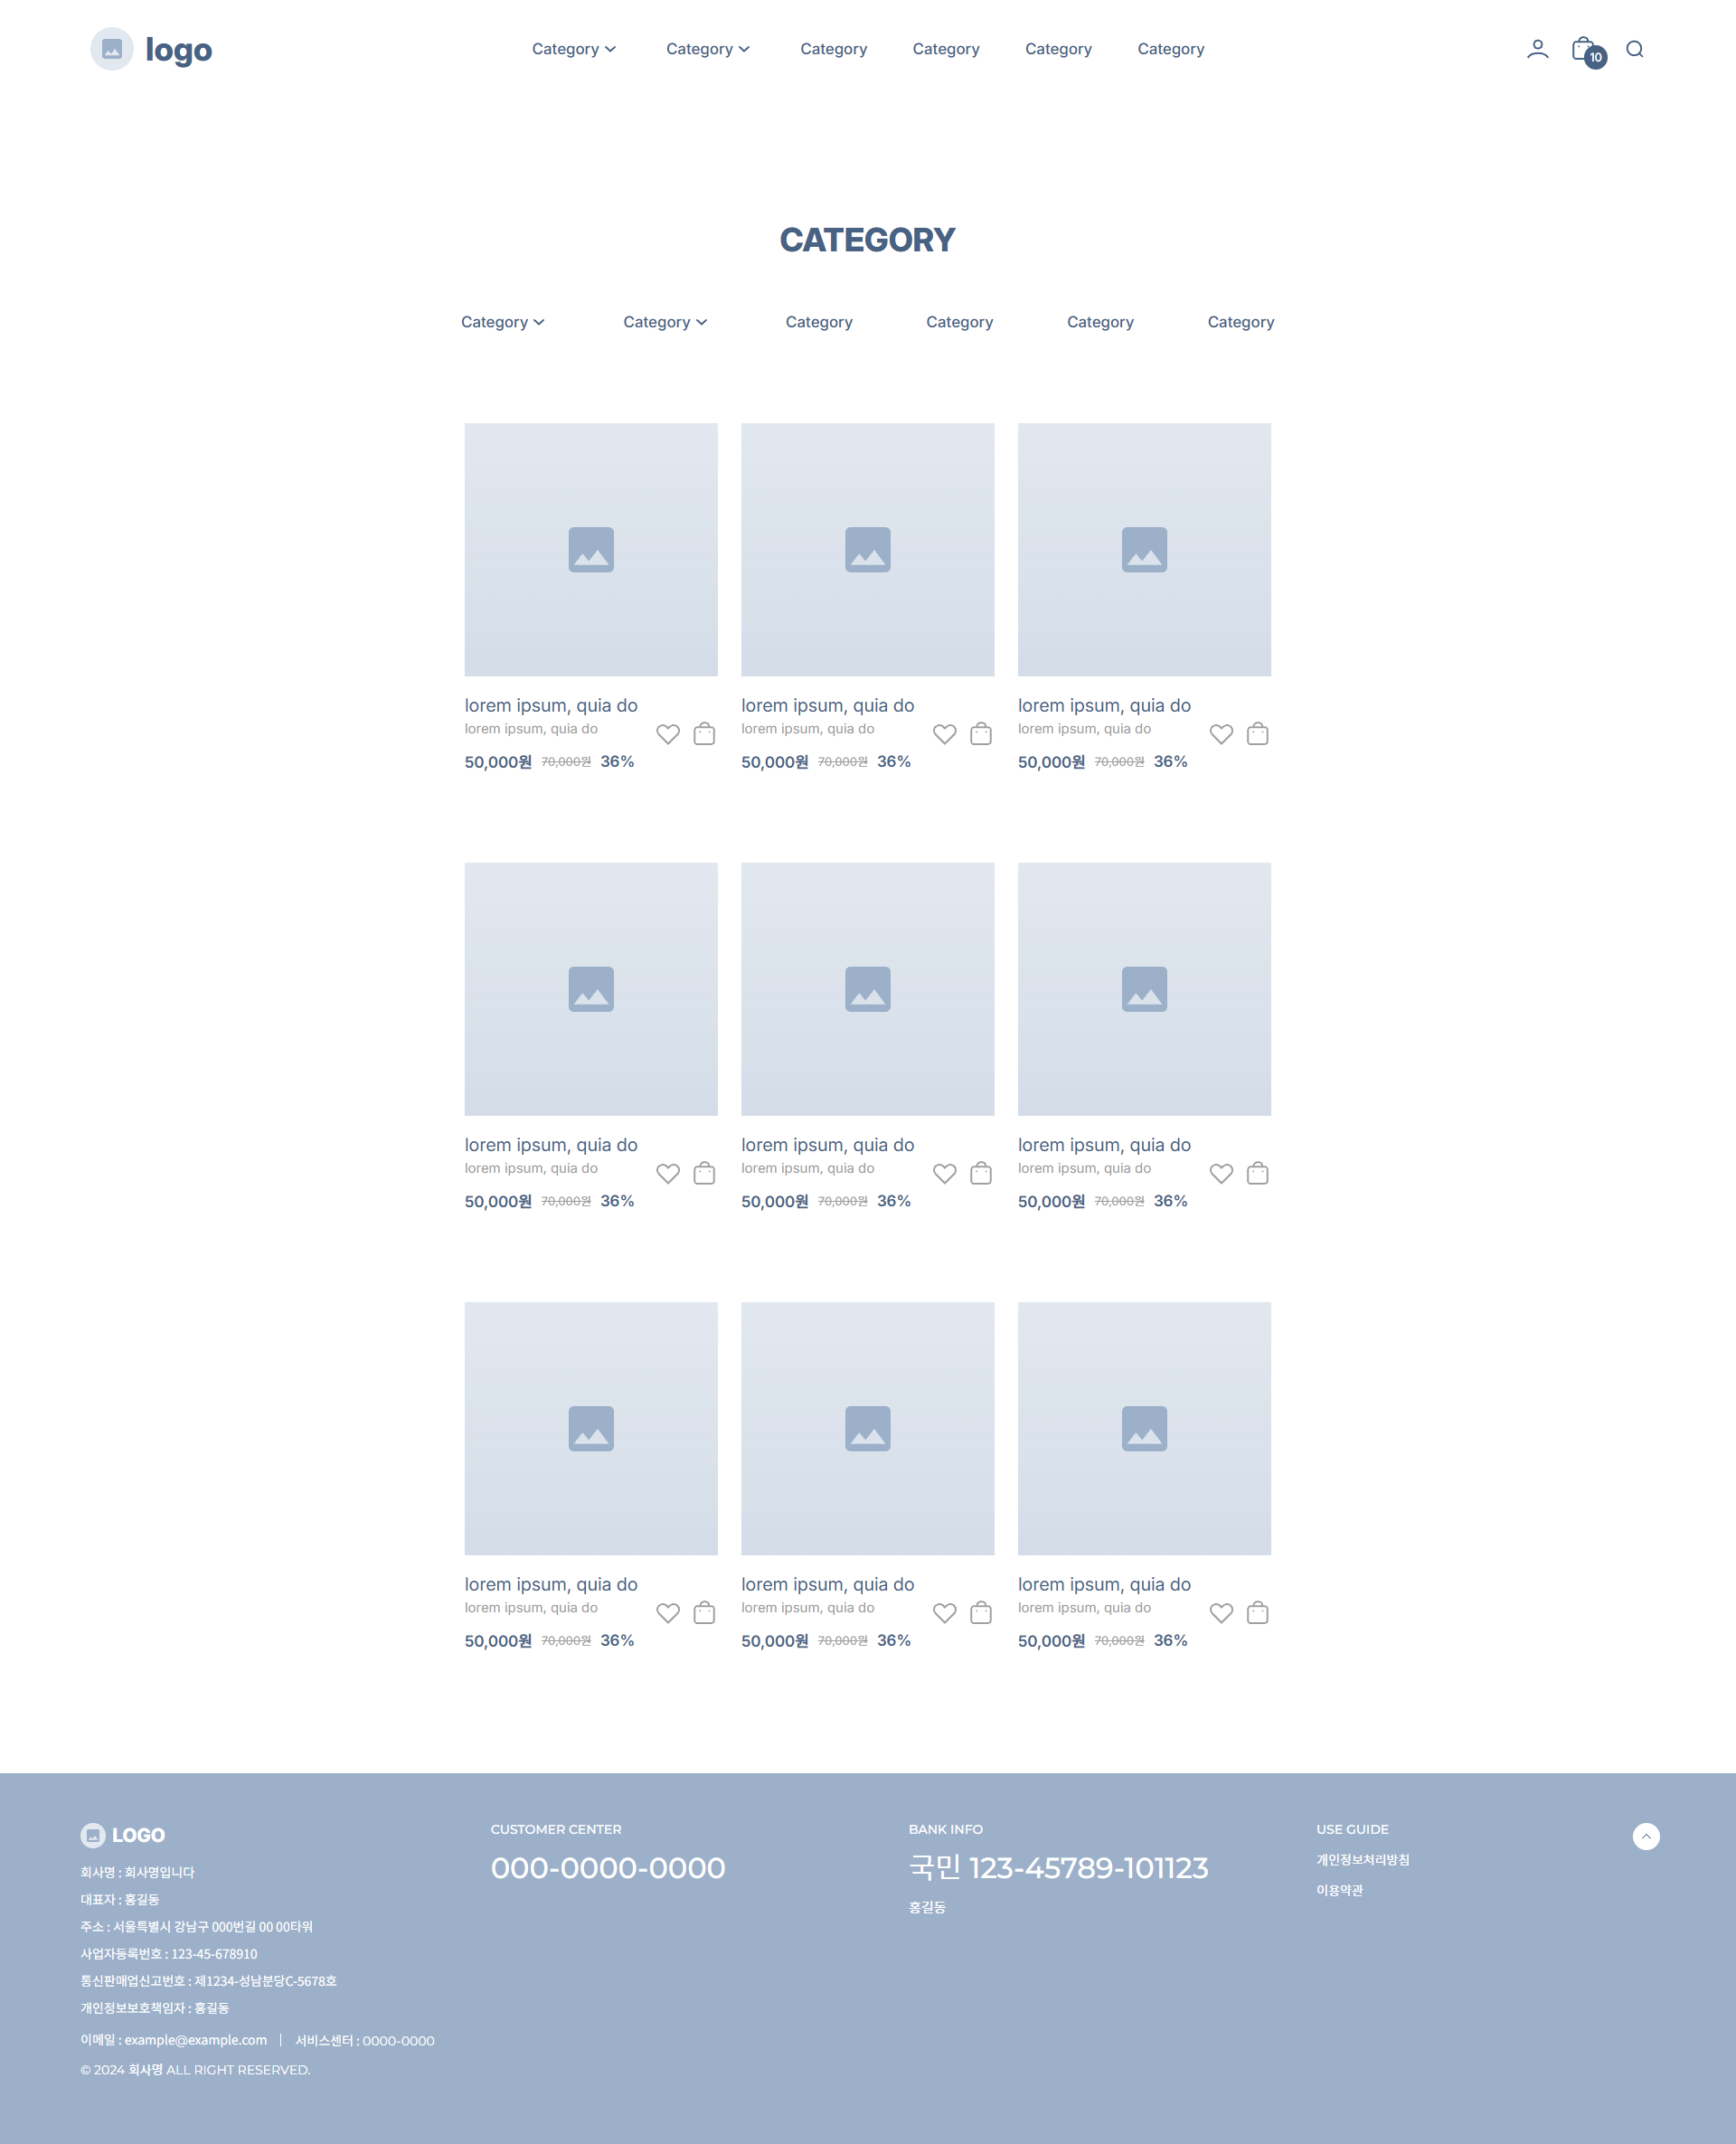 logo
Category Category Category Category Category Category
10
CATEGORY
Category Category Category Category Category Category
lorem ipsum, quia do
lorem ipsum, quia do
50,000원 70,000원 36%
lorem ipsum, quia do
lorem ipsum, quia do
50,000원 70,000원 36%
lorem ipsum, quia do
lorem ipsum, quia do
50,000원 70,000원 36%
lorem ipsum, quia do
lorem ipsum, quia do
50,000원 70,000원 36%
lorem ipsum, quia do
lorem ipsum, quia do
50,000원 70,000원 36%
lorem ipsum, quia do
lorem ipsum, quia do
50,000원 70,000원 36%
lorem ipsum, quia do
lorem ipsum, quia do
50,000원 70,000원 36%
lorem ipsum, quia do
lorem ipsum, quia do
50,000원 70,000원 36%
lorem ipsum, quia do
lorem ipsum, quia do
50,000원 70,000원 36%
LOGO
회사명 : 회사명입니다
대표자 : 홍길동
주소 : 서울특별시 강남구 000번길 00 00타워
사업자등록번호 : 123-45-678910
통신판매업신고번호 : 제1234-성남분당C-5678호
개인정보보호책임자 : 홍길동
이메일 : example@example.com | 서비스센터 : 0000-0000
© 2024 회사명 ALL RIGHT RESERVED.
CUSTOMER CENTER
000-0000-0000
BANK INFO
국민 123-45789-101123
홍길동
USE GUIDE
개인정보처리방침
이용약관